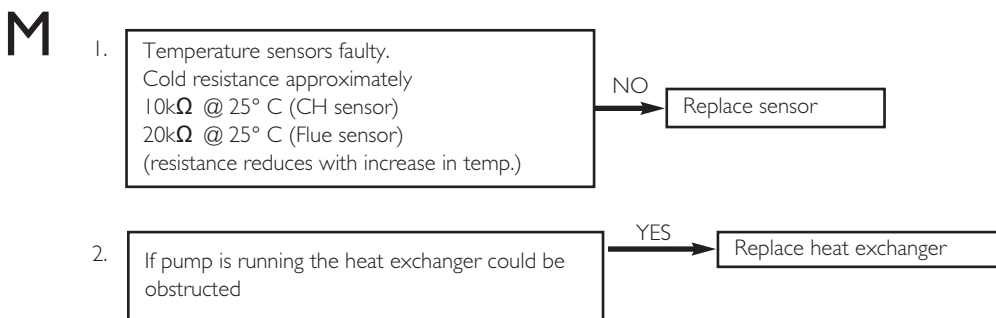 M
1.
Temperature sensors faulty.
Cold resistance approximately
10kΩ @ 25° C (CH sensor)
20kΩ @ 25° C (Flue sensor)
(resistance reduces with increase in temp.)
NO
Replace sensor
2.
If pump is running the heat exchanger could be
obstructed
YES
Replace heat exchanger